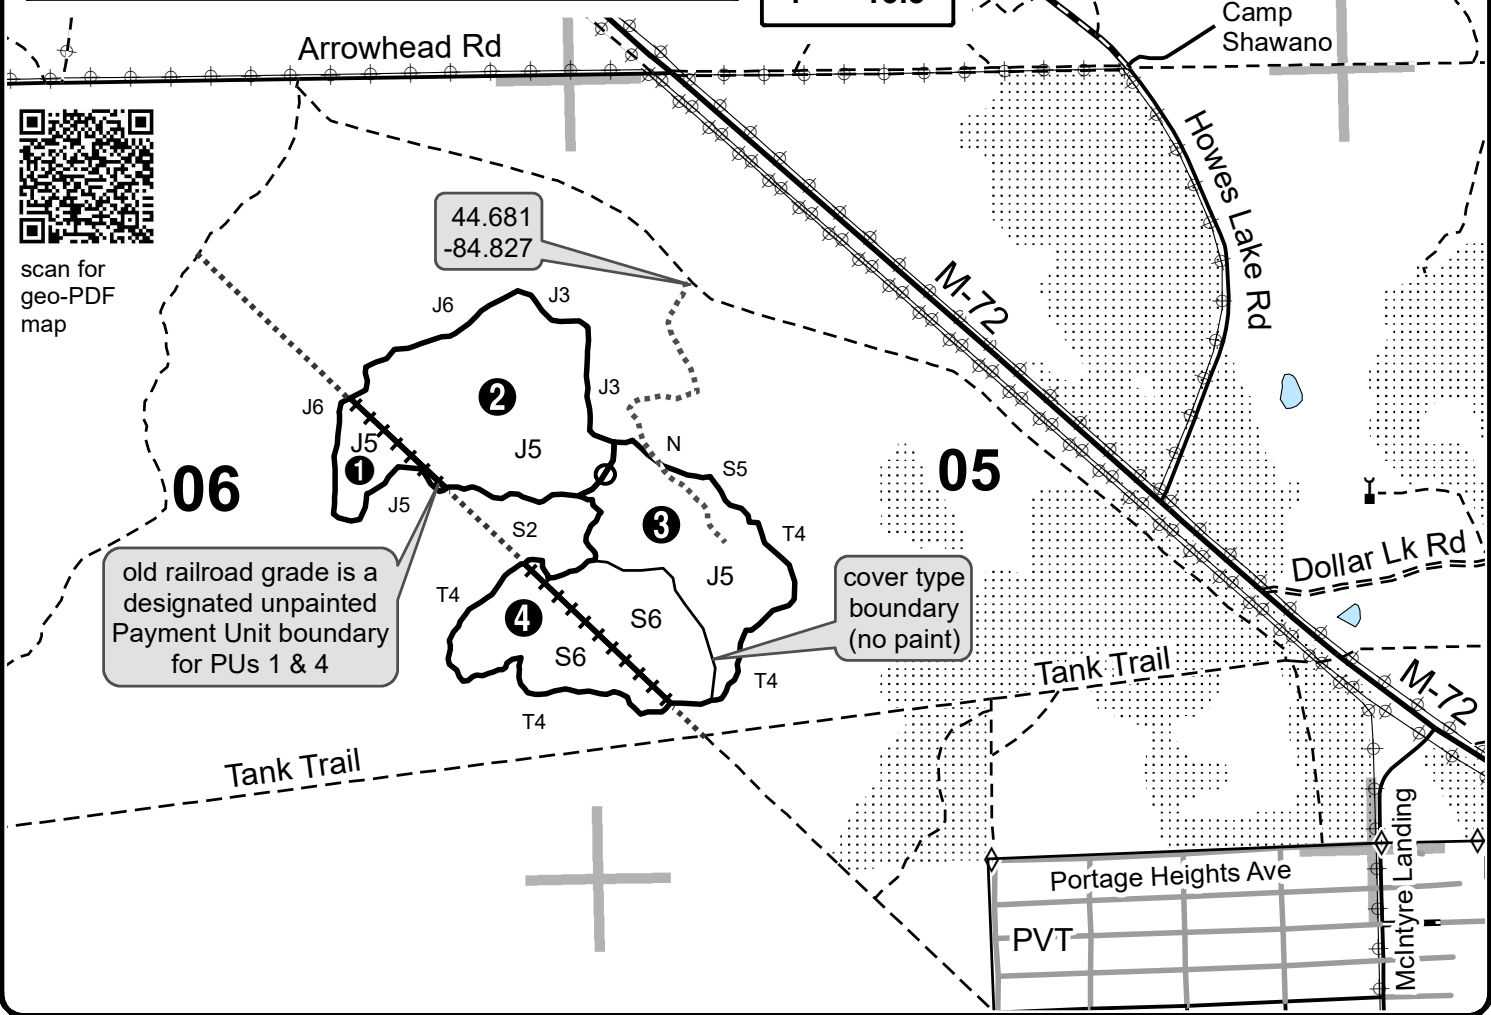 Camp
Shawano
Arrowhead Rd
Howes Lake Rd
scan for
geo-PDF
map
44.681
-84.827
M-72
J6
J3
J3
J6
2
J5
J5
1
J5
06
05
N
S5
S2
3
T4
J5
Dollar Lk Rd
old railroad grade is a
designated unpainted
Payment Unit boundary
for PUs 1 & 4
T4
4
S6
S6
cover type
boundary
(no paint)
T4
T4
Tank Trail
M-72
Tank Trail
McIntyre Landing
Portage Heights Ave
PVT